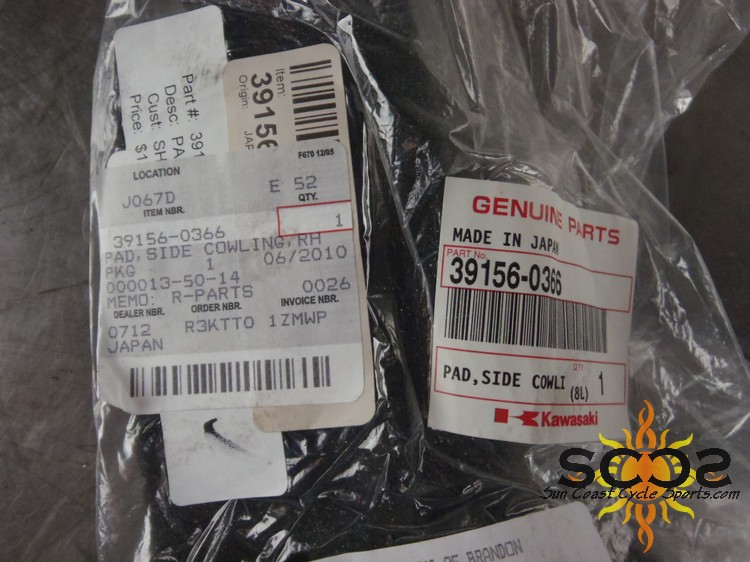 Part #: 391
Desc: PA
Cust: SH
Price: $1
Item:
39156
Origin: JAP
F670 12/05
LOCATION
J067D
E 52
ITEM NBR.
QTY.
1
39156-0366
PAD,SIDE COWLING,RH
PKG 1 06/2010
000013-50-14
MEMO: R-PARTS 0026
DEALER NBR. ORDER NBR. INVOICE NBR.
0712 R3KTTO 1ZMWP
JAPAN
GENUINE PARTS
MADE IN JAPAN
PART No.
39156-0366
PAD,SIDE COWLI
(8L)
QTY
1
Kawasaki
SCCS
Sun Coast Cycle Sports.com
OF BRANDON